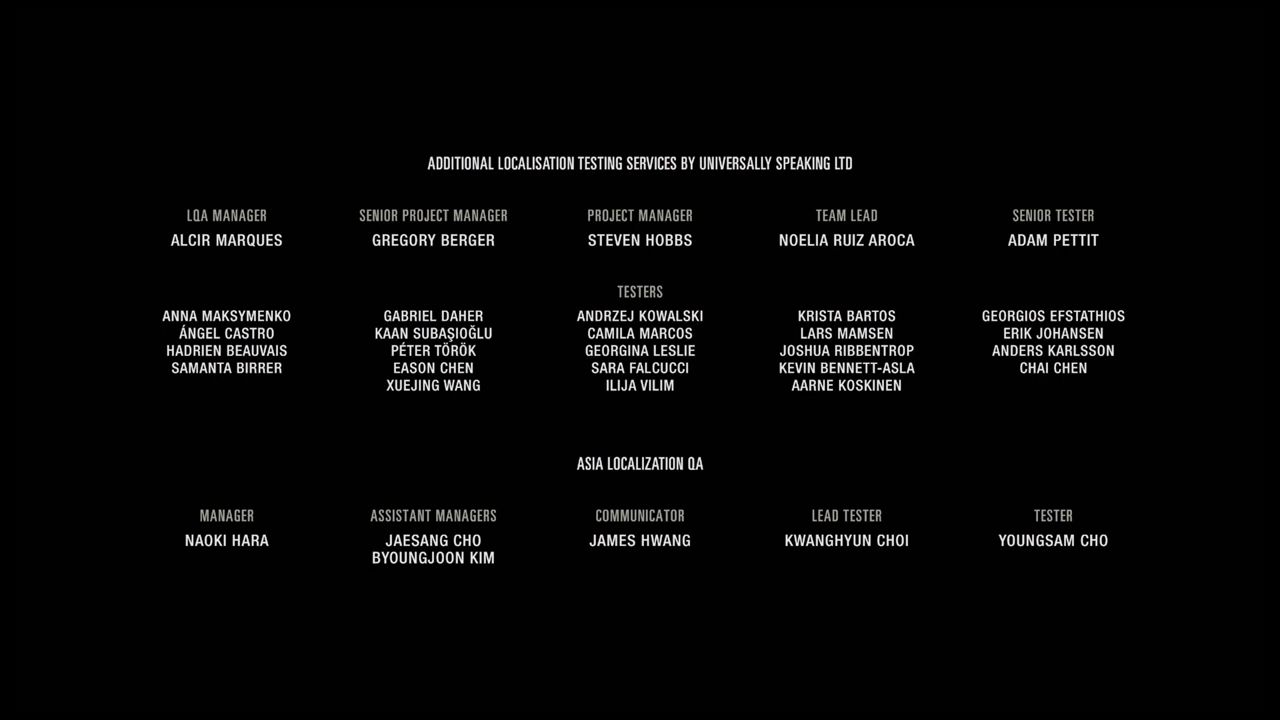 ADDITIONAL LOCALISATION TESTING SERVICES BY UNIVERSALLY SPEAKING LTD
LQA MANAGER
ALCIR MARQUES
SENIOR PROJECT MANAGER
GREGORY BERGER
PROJECT MANAGER
STEVEN HOBBS
TEAM LEAD
NOELIA RUIZ AROCA
SENIOR TESTER
ADAM PETTIT
TESTERS
ANNA MAKSYMENKO
ÁNGEL CASTRO
HADRIEN BEAUVAIS
SAMANTA BIRRER
GABRIEL DAHER
KAAN SUBAŞIOĞLU
PÉTER TÖRÖK
EASON CHEN
XUEJING WANG
ANDRZEJ KOWALSKI
CAMILA MARCOS
GEORGINA LESLIE
SARA FALCUCCI
ILIJA VILIM
KRISTA BARTOS
LARS MAMSEN
JOSHUA RIBBENTROP
KEVIN BENNETT-ASLA
AARNE KOSKINEN
GEORGIOS EFSTATHIOS
ERIK JOHANSEN
ANDERS KARLSSON
CHAI CHEN
ASIA LOCALIZATION QA
MANAGER
NAOKI HARA
ASSISTANT MANAGERS
JAESANG CHO
BYOUNGJOON KIM
COMMUNICATOR
JAMES HWANG
LEAD TESTER
KWANGHYUN CHOI
TESTER
YOUNGSAM CHO